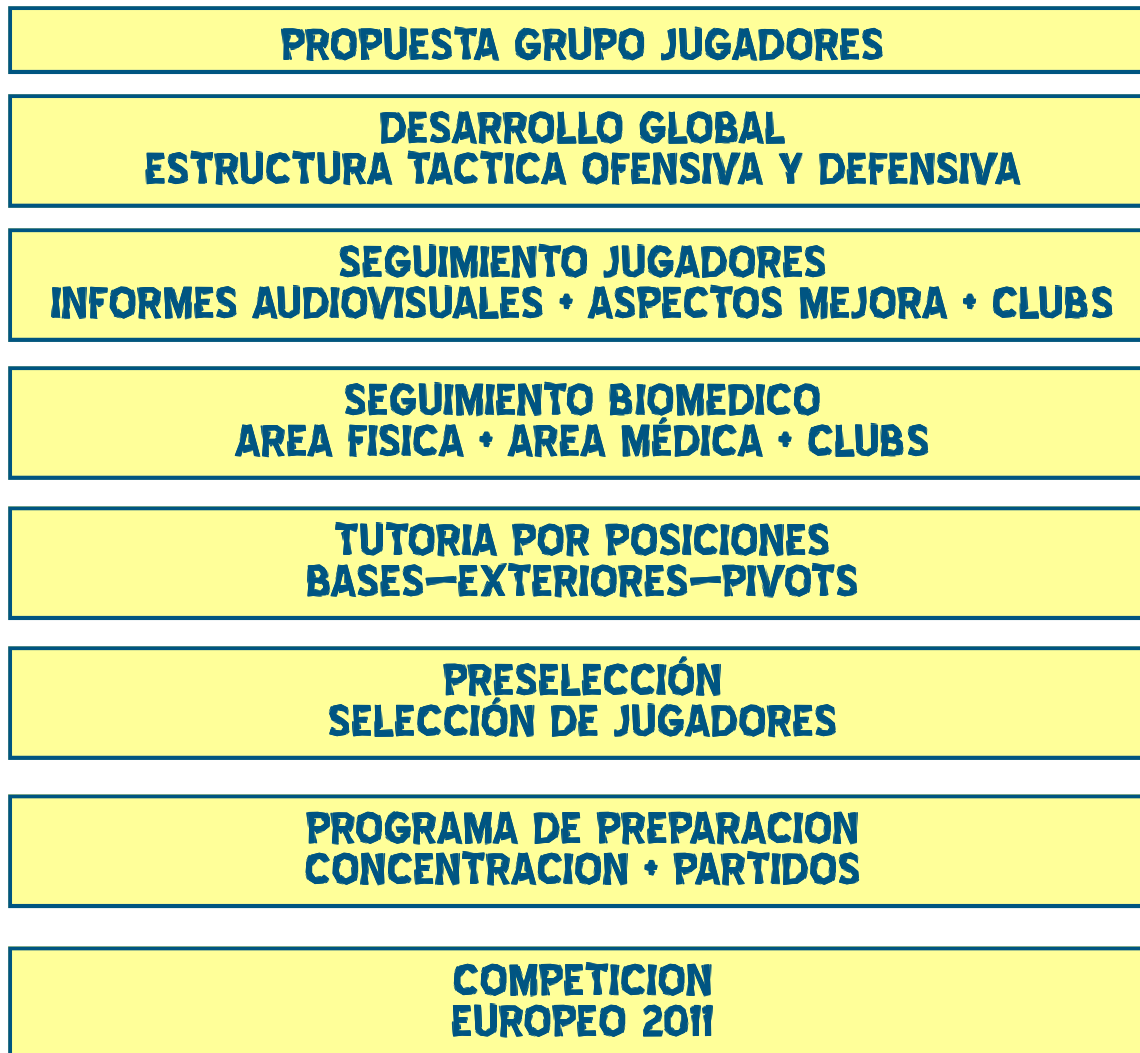 PROPUESTA GRUPO JUGADORES
DESARROLLO GLOBAL
ESTRUCTURA TACTICA OFENSIVA Y DEFENSIVA
SEGUIMIENTO JUGADORES
INFORMES AUDIOVISUALES + ASPECTOS MEJORA + CLUBS
SEGUIMIENTO BIOMEDICO
AREA FISICA + AREA MÉDICA + CLUBS
TUTORIA POR POSICIONES
BASES—EXTERIORES—PIVOTS
PRESELECCIÓN
SELECCIÓN DE JUGADORES
PROGRAMA DE PREPARACION
CONCENTRACION + PARTIDOS
COMPETICION
EUROPEO 2011